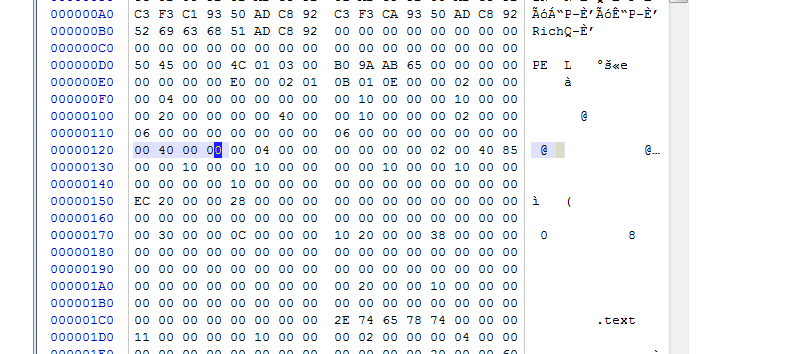 000000A0 C3 F3 C1 93 50 AD C8 92 C3 F3 CA 93 50 AD C8 92 ÃóÁ“P-È’ÃóÊ“P-È’
000000B0 52 69 63 68 51 AD C8 92 00 00 00 00 00 00 00 00 RichQ-È’
000000C0 00 00 00 00 00 00 00 00 00 00 00 00 00 00 00 00
000000D0 50 45 00 00 4C 01 03 00 B0 9A AB 65 00 00 00 00 PE L °š«e
000000E0 00 00 00 00 E0 00 02 01 0B 01 0E 00 00 02 00 00 à
000000F0 00 04 00 00 00 00 00 00 00 10 00 00 00 10 00 00
00000100 00 20 00 00 00 00 40 00 00 10 00 00 00 02 00 00 @
00000110 06 00 00 00 00 00 00 00 06 00 00 00 00 00 00 00
00000120 00 40 00 00 00 04 00 00 00 00 00 00 02 00 40 85 @ @…
00000130 00 00 10 00 00 10 00 00 00 00 10 00 00 10 00 00
00000140 00 00 00 00 10 00 00 00 00 00 00 00 00 00 00 00
00000150 EC 20 00 00 28 00 00 00 00 00 00 00 00 00 00 00 ì (
00000160 00 00 00 00 00 00 00 00 00 00 00 00 00 00 00 00
00000170 00 30 00 00 0C 00 00 00 10 20 00 00 38 00 00 00 0 8
00000180 00 00 00 00 00 00 00 00 00 00 00 00 00 00 00 00
00000190 00 00 00 00 00 00 00 00 00 00 00 00 00 00 00 00
000001A0 00 00 00 00 00 00 00 00 00 20 00 00 10 00 00 00
000001B0 00 00 00 00 00 00 00 00 00 00 00 00 00 00 00 00
000001C0 00 00 00 00 00 00 00 00 2E 74 65 78 74 00 00 00 .text
000001D0 11 00 00 00 00 10 00 00 00 02 00 00 00 04 00 00